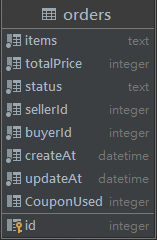 orders
items text
totalPrice integer
status text
sellerId integer
buyerId integer
createAt datetime
updateAt datetime
CouponUsed integer
id integer